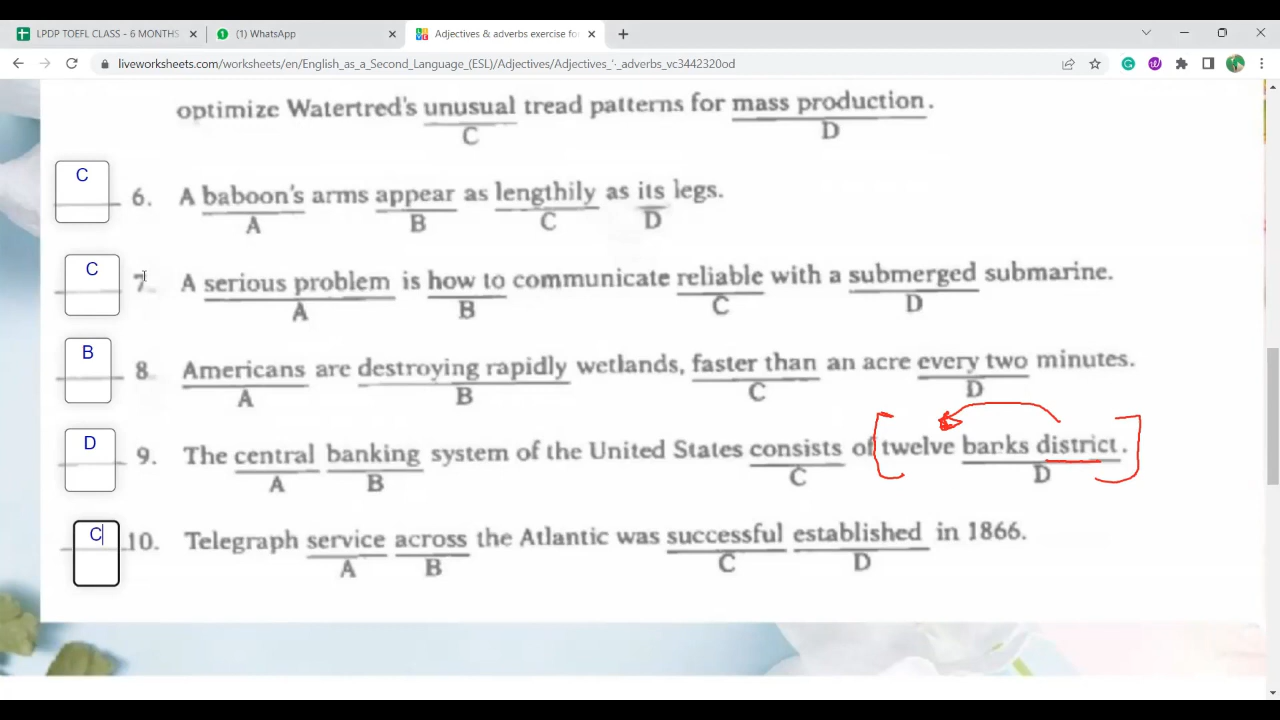 LPDP TOEFL CLASS - 6 MONTHS
(1) WhatsApp
Adjectives & adverbs exercise for
liveworksheets.com/worksheets/en/English_as_a_Second_Language_(ESL)/Adjectives/Adjectives_'-_adverbs_vc3442320od
optimize Watertred's unusual tread patterns for mass production.
C D
C 6. A baboon's arms appear as lengthily as its legs.
A B C D
C 7. A serious problem is how to communicate reliable with a submerged submarine.
A B C D
B 8. Americans are destroying rapidly wetlands, faster than an acre every two minutes.
A B C D
D 9. The central banking system of the United States consists of twelve banks district.
A B C D
C 10. Telegraph service across the Atlantic was successful established in 1866.
A B C D